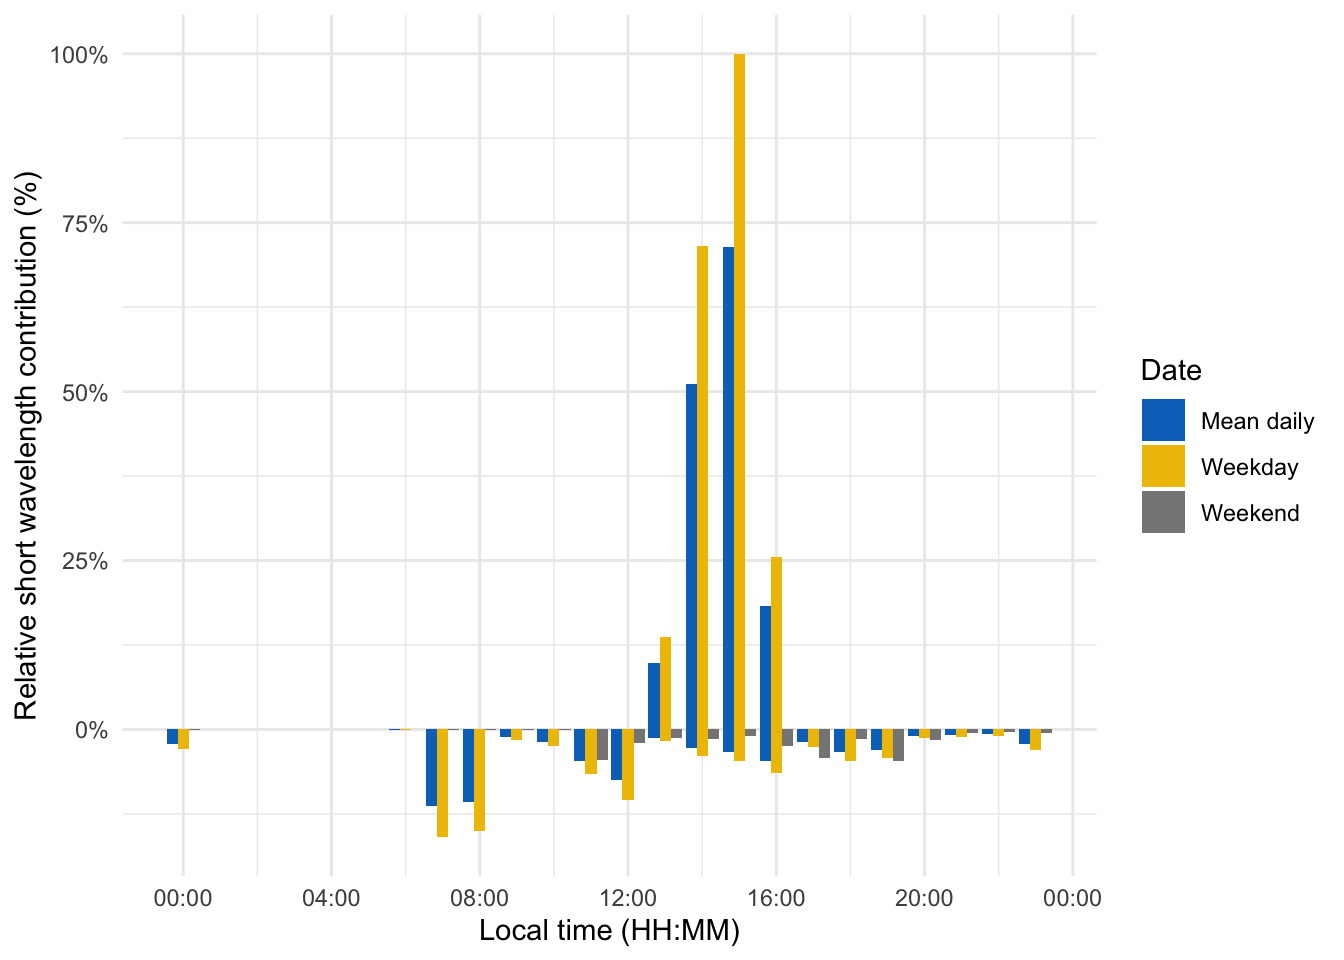 100%
75%
50%
25%
0%
Relative short wavelength contribution (%)
00:00 04:00 08:00 12:00 16:00 20:00 00:00
Local time (HH:MM)
Date
Mean daily
Weekday
Weekend